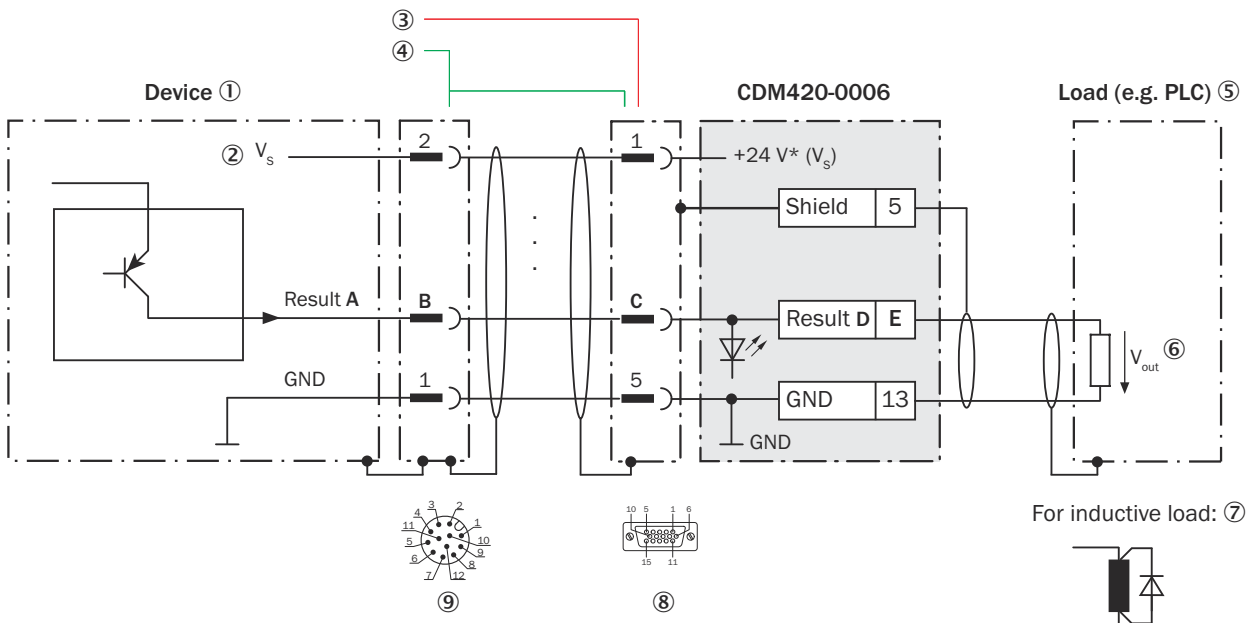 ③
④
Device ①
CDM420-0006
Load (e.g. PLC) ⑤
② Vs
2
1
+24 V* (Vs)
Shield 5
Result A
B
C
Result D E
Vout ⑥
GND
1
5
GND 13
GND
3 2
4 1
11 10
5 9
6 8
7 12
⑨
10 5 1 6
15 11
⑧
For inductive load: ⑦